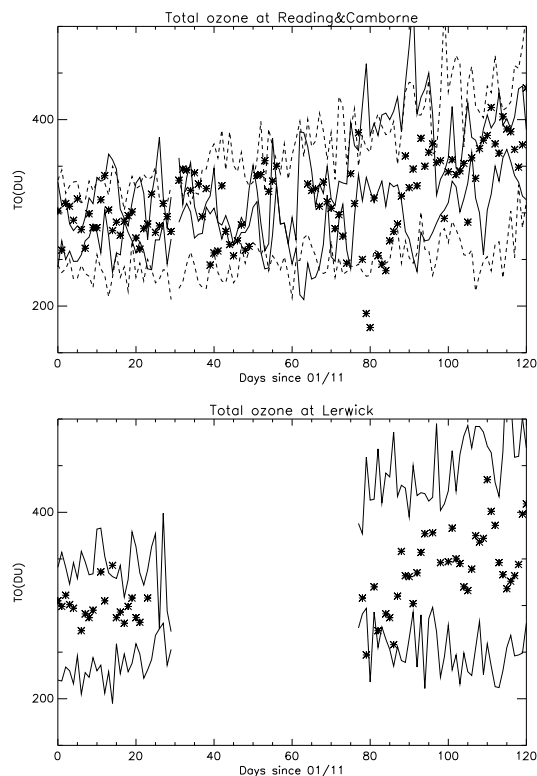 Total ozone at Reading&Camborne
TO(DU)
400
200
0 20 40 60 80 100 120
Days since 01/11
Total ozone at Lerwick
TO(DU)
400
200
0 20 40 60 80 100 120
Days since 01/11